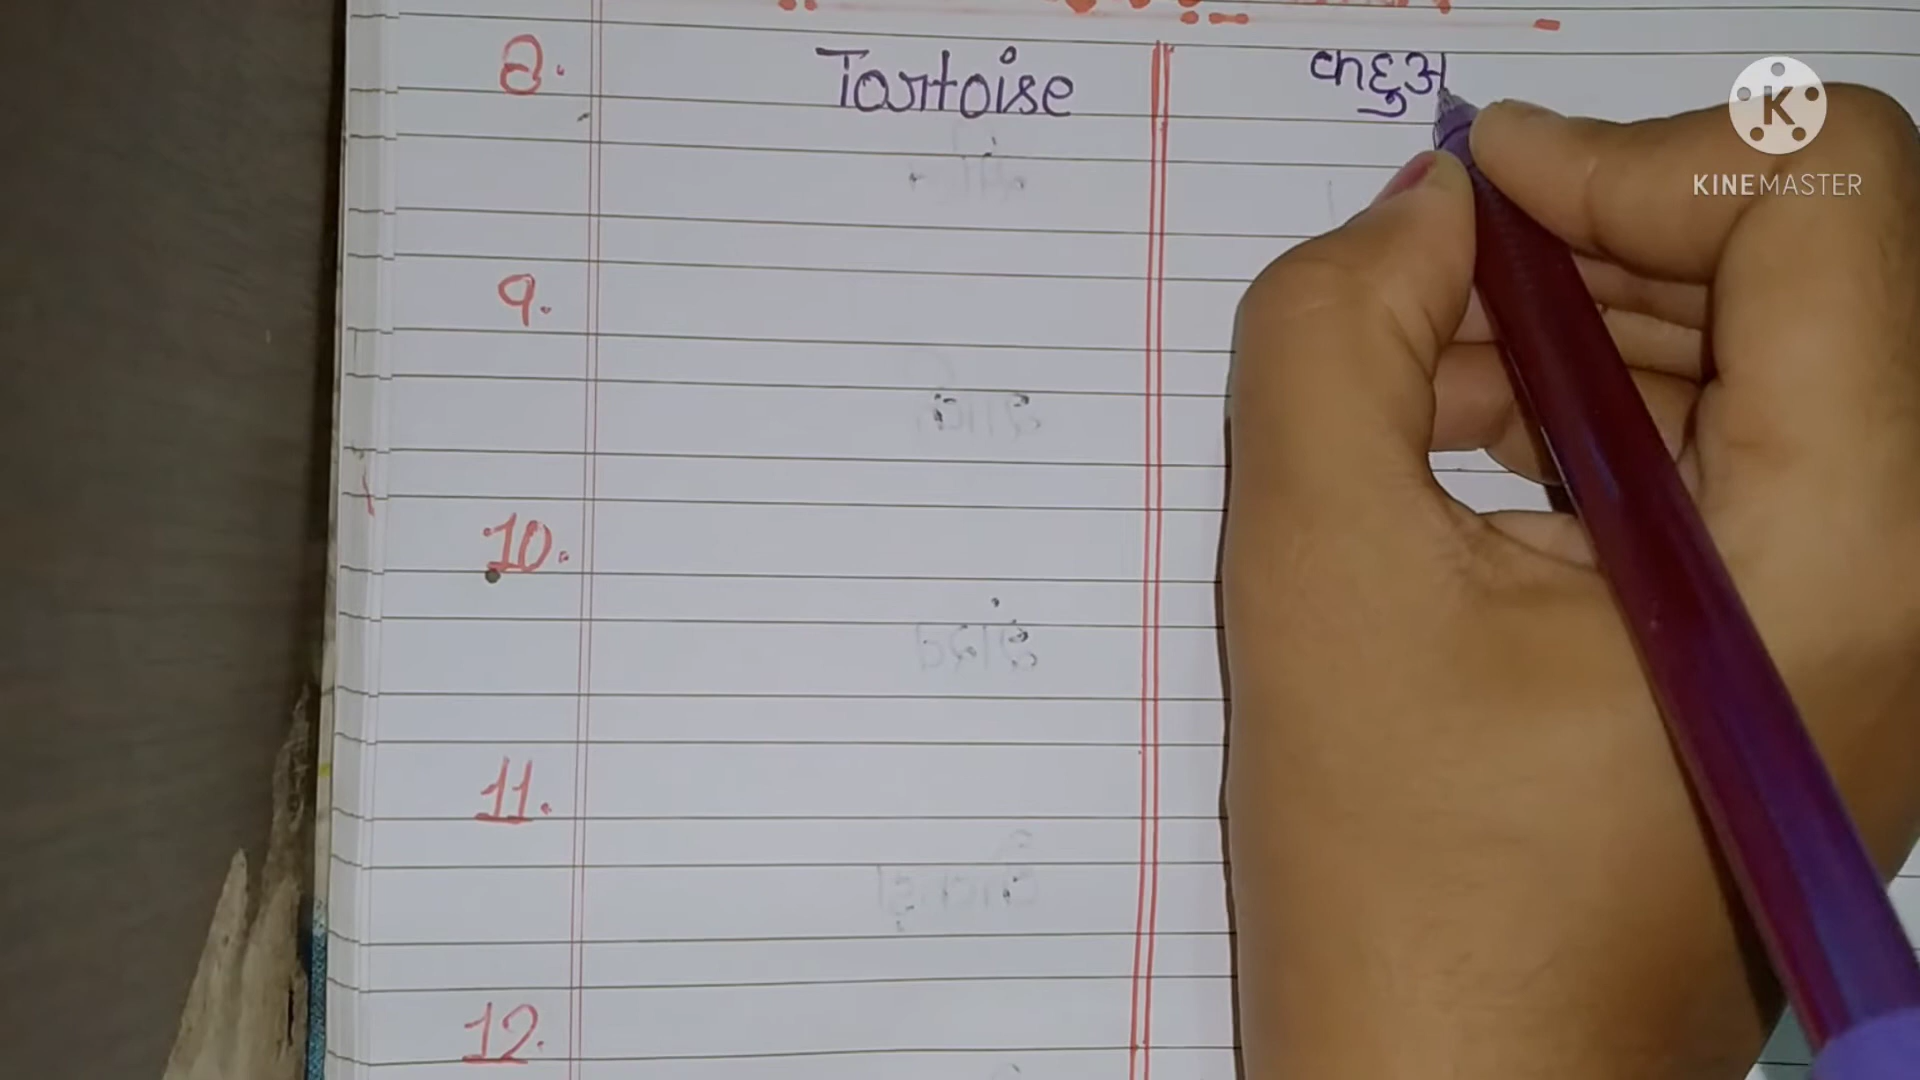 8. Tortoise कछुअ
KINEMASTER
9.
10.
11.
12.